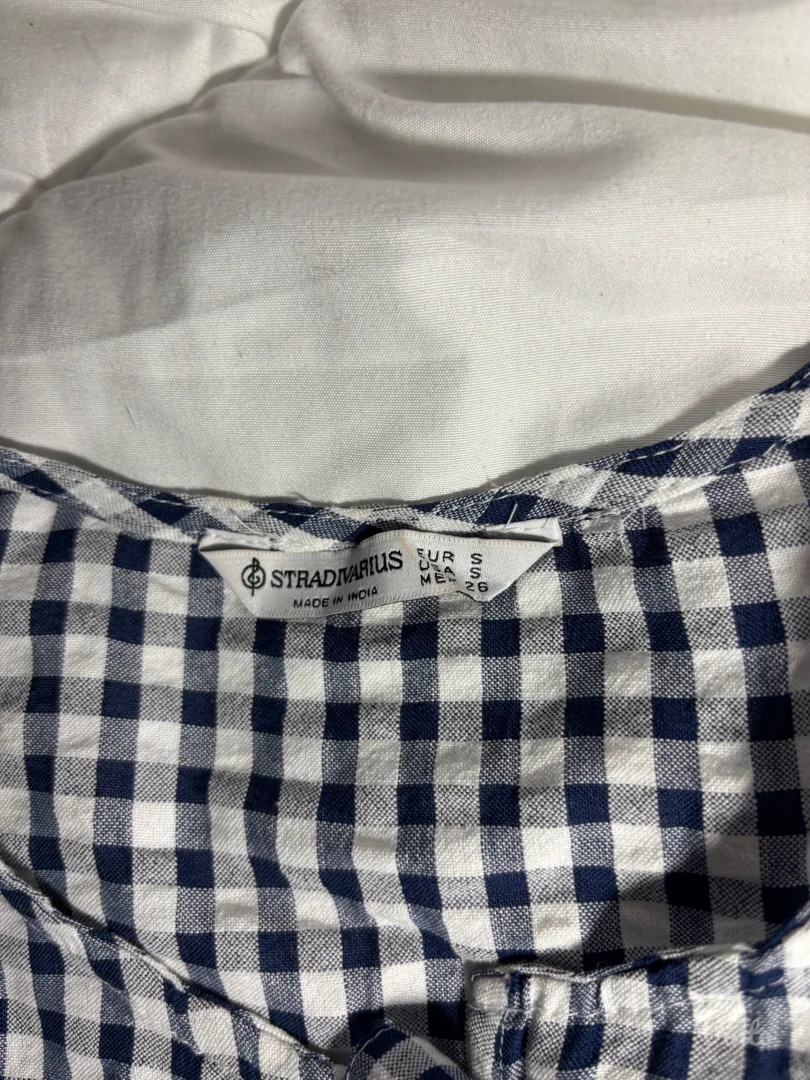 STRADIVARIUS
MADE IN INDIA
EUR S
USA S
MEX 26